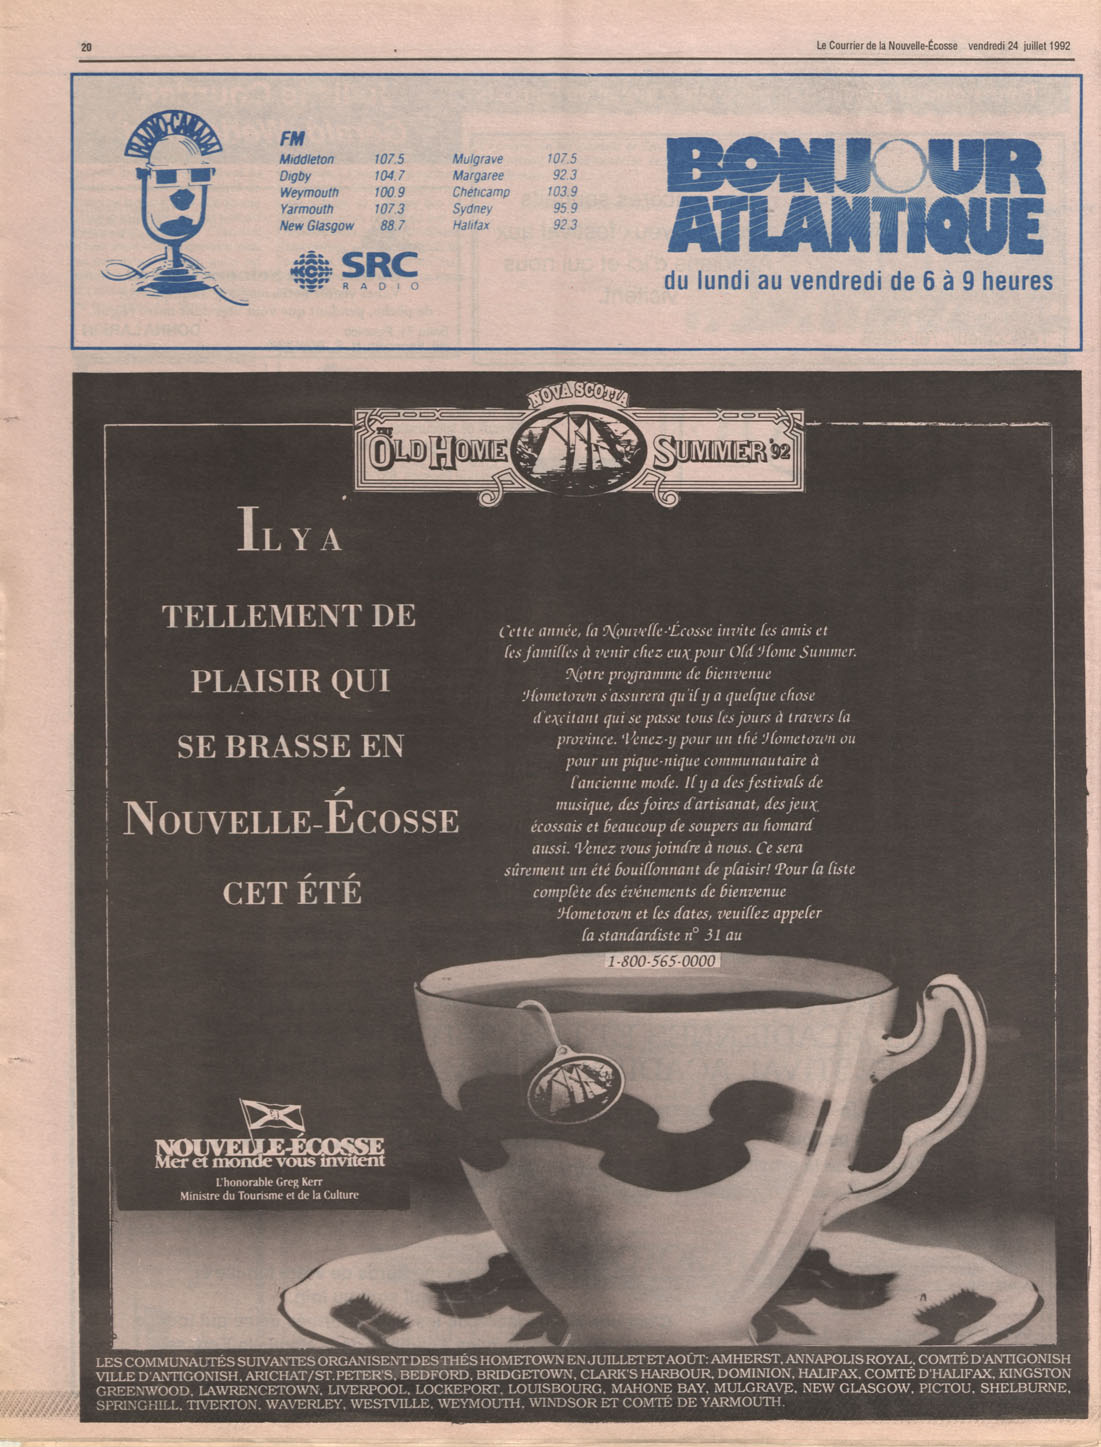 20
Le Courrier de la Nouvelle-Écosse vendredi 24 juillet 1992
RADIO-CANADA
FM
Middleton 107.5
Digby 104.7
Weymouth 100.9
Yarmouth 107.3
New Glasgow 88.7
Mulgrave 107.5
Margaree 92.3
Chéticamp 103.9
Sydney 95.9
Halifax 92.3
SRC
RADIO
BONJOUR
ATLANTIQUE
du lundi au vendredi de 6 à 9 heures
NOVA SCOTIA
THE OLD HOME SUMMER '92
IL Y A
TELLEMENT DE
PLAISIR QUI
SE BRASSE EN
NOUVELLE-ÉCOSSE
CET ÉTÉ
Cette année, la Nouvelle-Écosse invite les amis et
les familles à venir chez eux pour Old Home Summer.
Notre programme de bienvenue
Hometown s'assurera qu'il y a quelque chose
d'excitant qui se passe tous les jours à travers la
province. Venez-y pour un thé Hometown ou
pour un pique-nique communautaire à
l'ancienne mode. Il y a des festivals de
musique, des foires d'artisanat, des jeux
écossais et beaucoup de soupers au homard
aussi. Venez vous joindre à nous. Ce sera
sûrement un été bouillonnant de plaisir! Pour la liste
complète des événements de bienvenue
Hometown et les dates, veuillez appeler
la standardiste n° 31 au
1-800-565-0000
NOUVELLE-ÉCOSSE
Mer et monde vous invitent
L'honorable Greg Kerr
Ministre du Tourisme et de la Culture
LES COMMUNAUTÉS SUIVANTES ORGANISENT DES THÉS HOMETOWN EN JUILLET ET AOÛT: AMHERST, ANNAPOLIS ROYAL, COMTÉ D'ANTIGONISH
VILLE D'ANTIGONISH, ARICHAT/ST. PETER'S, BEDFORD, BRIDGETOWN, CLARK'S HARBOUR, DOMINION, HALIFAX, COMTÉ D'HALIFAX, KINGSTON
GREENWOOD, LAWRENCETOWN, LIVERPOOL, LOCKEPORT, LOUISBOURG, MAHONE BAY, MULGRAVE, NEW GLASGOW, PICTOU, SHELBURNE,
SPRINGHILL, TIVERTON, WAVERLEY, WESTVILLE, WEYMOUTH, WINDSOR ET COMTÉ DE YARMOUTH.